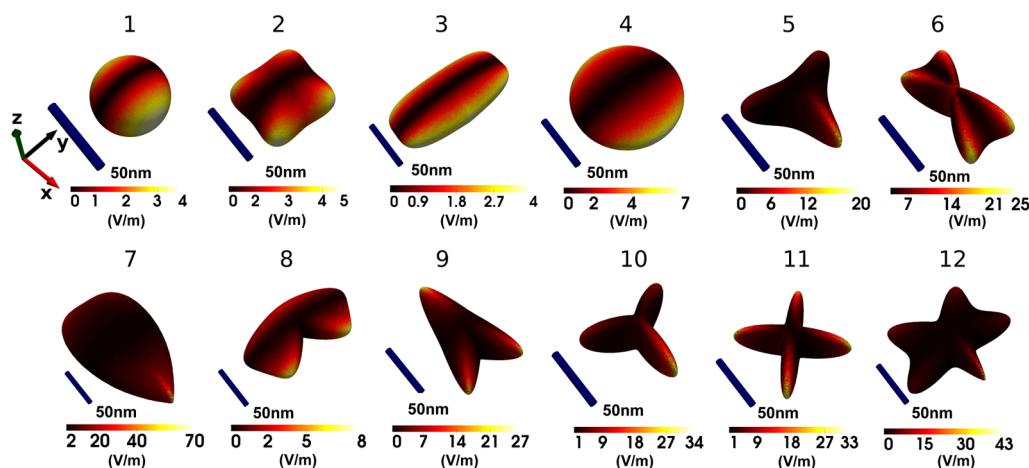 1 2 3 4 5 6
z
y
x
50nm 50nm 50nm 50nm 50nm 50nm
0 1 2 3 4 0 2 3 4 5 0 0.9 1.8 2.7 4 0 2 4 7 0 6 12 20 7 14 21 25
(V/m) (V/m) (V/m) (V/m) (V/m) (V/m)
7 8 9 10 11 12
50nm 50nm 50nm 50nm 50nm 50nm
2 20 40 70 0 2 5 8 0 7 14 21 27 1 9 18 27 34 1 9 18 27 33 0 15 30 43
(V/m) (V/m) (V/m) (V/m) (V/m) (V/m)